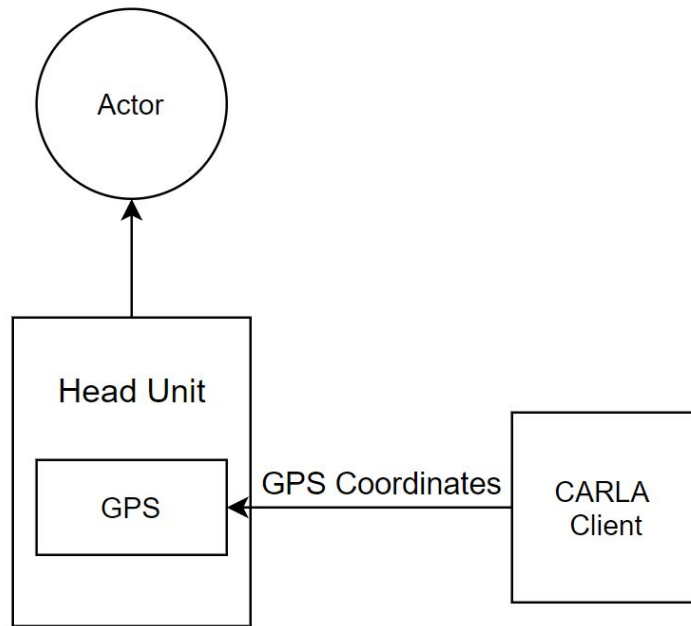 Actor
Head Unit
GPS
GPS Coordinates
CARLA
Client